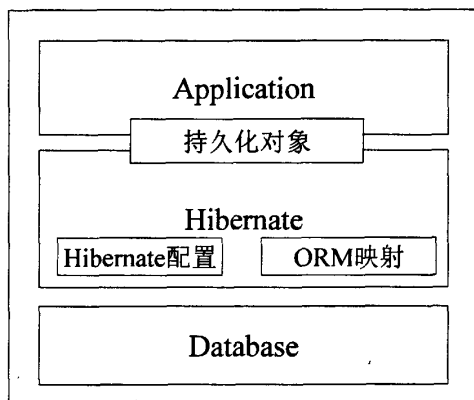 Application
持久化对象
Hibernate
Hibernate配置 ORM映射
Database